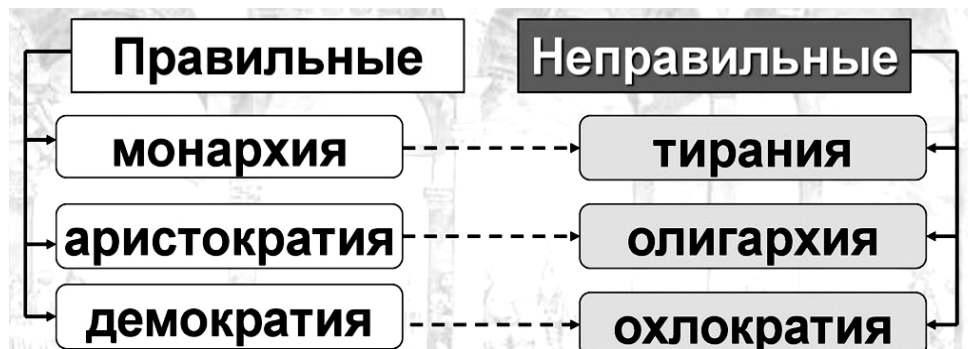 Правильные
Неправильные
монархия
тирания
аристократия
олигархия
демократия
охлократия